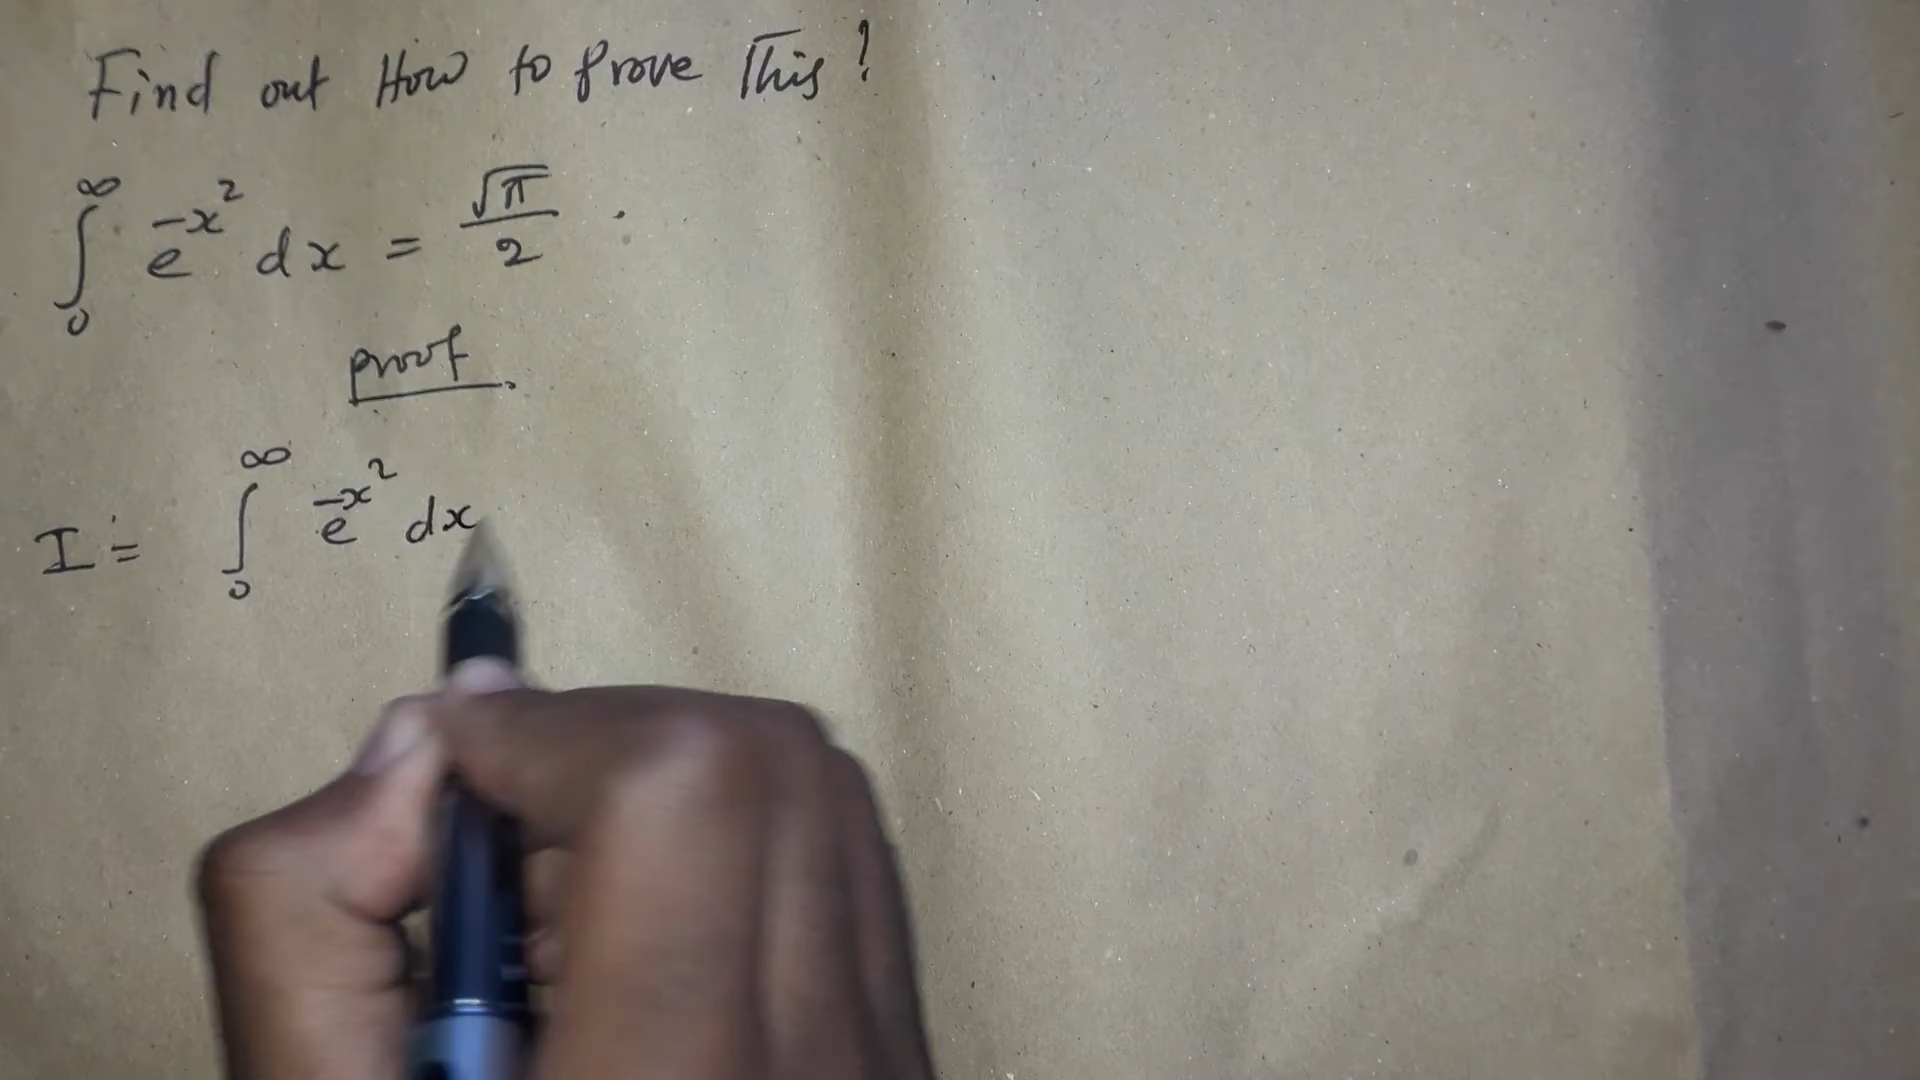 Find out How to prove This?
∫₀^∞ e^{-x²} dx = √π/2 .
proof.
I = ∫₀^∞ e^{-x²} dx